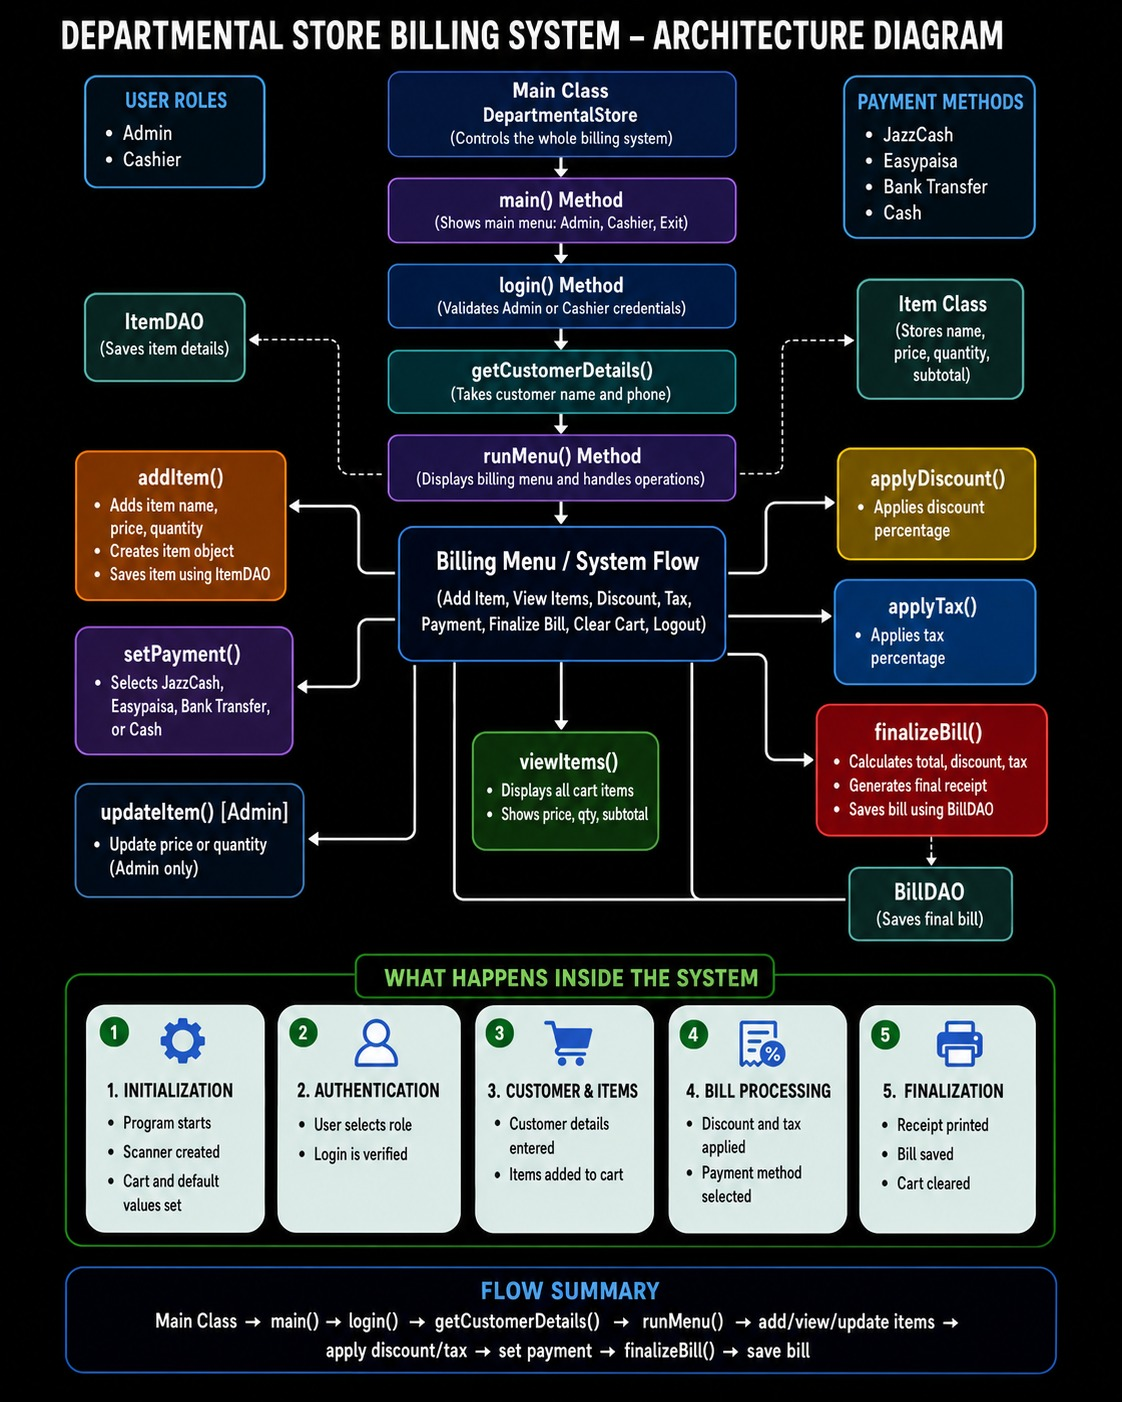 DEPARTMENTAL STORE BILLING SYSTEM – ARCHITECTURE DIAGRAM
USER ROLES
• Admin
• Cashier
Main Class
DepartmentalStore
(Controls the whole billing system)
PAYMENT METHODS
• JazzCash
• Easypaisa
• Bank Transfer
• Cash
main() Method
(Shows main menu: Admin, Cashier, Exit)
login() Method
(Validates Admin or Cashier credentials)
ItemDAO
(Saves item details)
Item Class
(Stores name,
price, quantity,
subtotal)
getCustomerDetails()
(Takes customer name and phone)
runMenu() Method
(Displays billing menu and handles operations)
addItem()
• Adds item name,
price, quantity
• Creates item object
• Saves item using ItemDAO
applyDiscount()
• Applies discount
percentage
Billing Menu / System Flow
(Add Item, View Items, Discount, Tax,
Payment, Finalize Bill, Clear Cart, Logout)
applyTax()
• Applies tax
percentage
setPayment()
• Selects JazzCash,
Easypaisa, Bank Transfer,
or Cash
viewItems()
• Displays all cart items
• Shows price, qty, subtotal
finalizeBill()
• Calculates total, discount, tax
• Generates final receipt
• Saves bill using BillDAO
updateItem() [Admin]
• Update price or quantity
(Admin only)
BillDAO
(Saves final bill)
WHAT HAPPENS INSIDE THE SYSTEM
1
1. INITIALIZATION
• Program starts
• Scanner created
• Cart and default
values set
2
2. AUTHENTICATION
• User selects role
• Login is verified
3
3. CUSTOMER & ITEMS
• Customer details
entered
• Items added to cart
4
%
4. BILL PROCESSING
• Discount and tax
applied
• Payment method
selected
5
5. FINALIZATION
• Receipt printed
• Bill saved
• Cart cleared
FLOW SUMMARY
Main Class → main() → login() → getCustomerDetails() → runMenu() → add/view/update items →
apply discount/tax → set payment → finalizeBill() → save bill